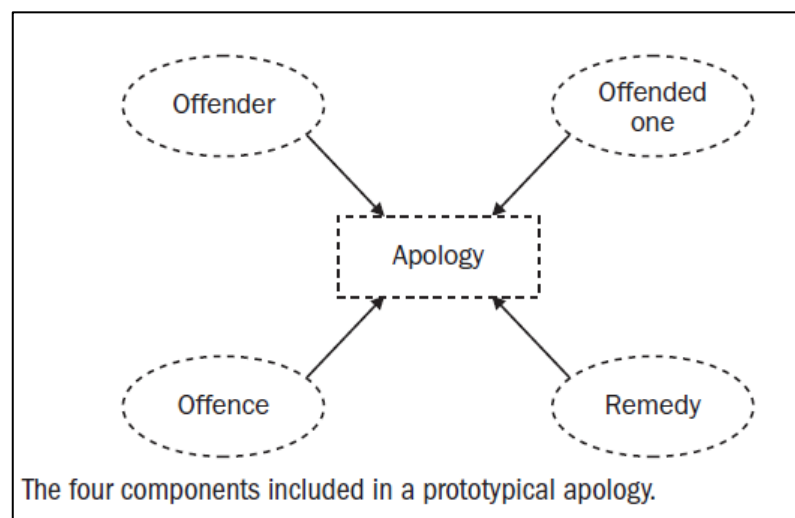 Offender
Offended
one
Apology
Offence
Remedy
The four components included in a prototypical apology.